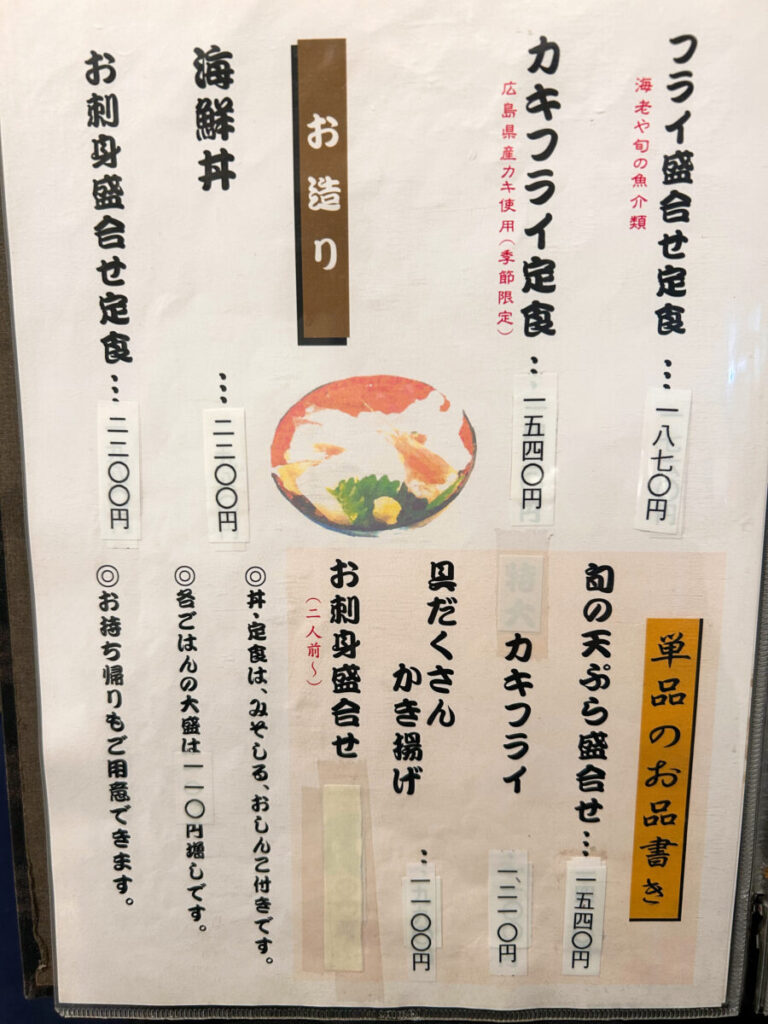 フライ盛合せ定食…一八七〇円
海老や旬の魚介類
カキフライ定食…一五四〇円
広島県産カキ使用(季節限定)
お造り
海鮮丼…二二〇〇円
お刺身盛合せ定食…二二〇〇円
単品のお品書き
旬の天ぷら盛合せ…一五四〇円
特大カキフライ…一、二一〇円
具だくさん
かき揚げ…一一〇〇円
お刺身盛合せ
(二人前〜)
◎丼・定食は、みそしる、おしんこ付きです。
◎各ごはんの大盛は一一〇円増しです。
◎お持ち帰りもご用意できます。